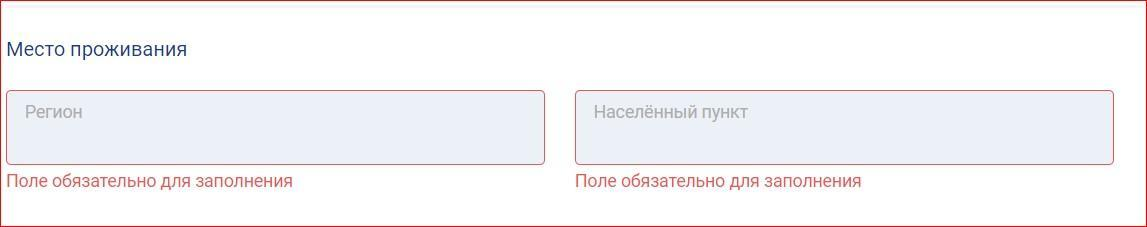 Место проживания
Регион
Населённый пункт
Поле обязательно для заполнения
Поле обязательно для заполнения